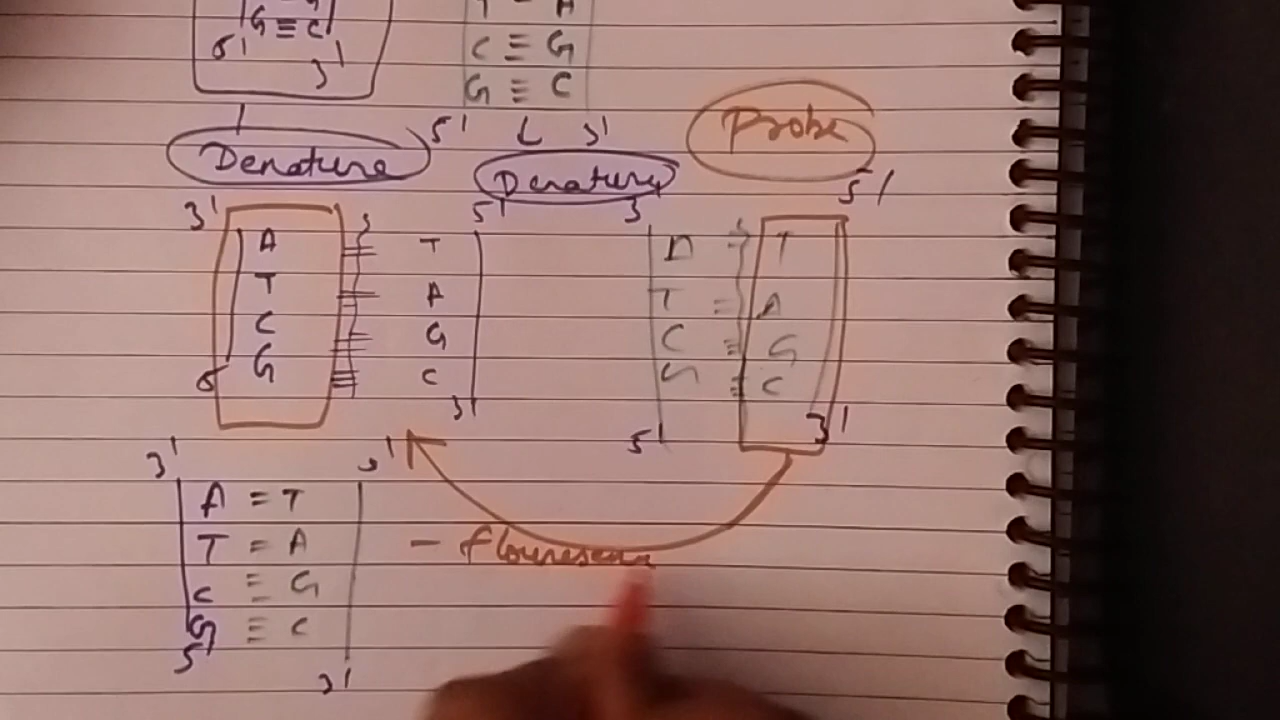 T = A
G ≡ C
C ≡ G
5' 3'
G ≡ C
5' 3'
Probe
Denature
Denature
3' 5' 3' 5'
A T
T A
C G
G C
5 3'
A = T
T = A
C ≡ G
G ≡ C
5' 3'
3' 5'
A = T
T = A
C ≡ G
G ≡ C
5' 3'